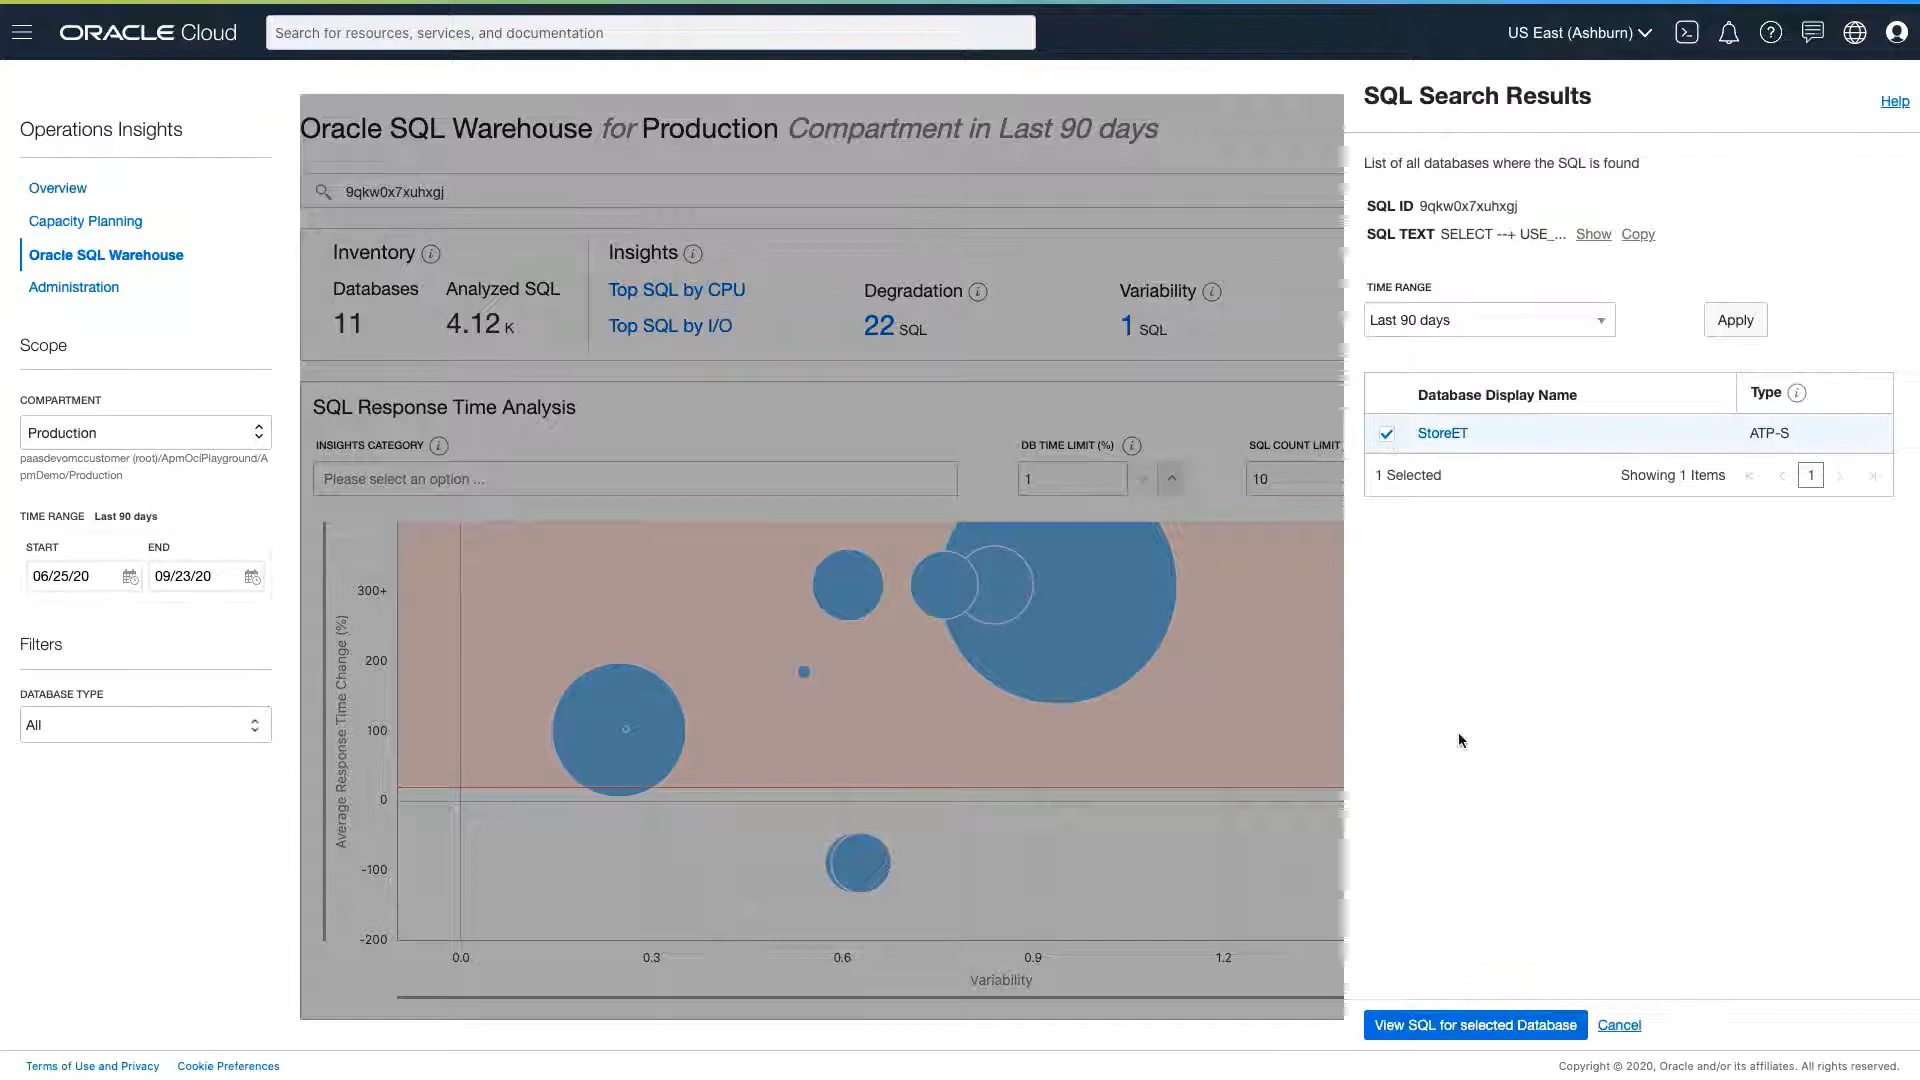 ORACLE Cloud
Search for resources, services, and documentation
US East (Ashburn)
Operations Insights
Overview
Capacity Planning
Oracle SQL Warehouse
Administration
Scope
COMPARTMENT
Production
paasdevomccustomer (root)/ApmOciPlayground/A
pmDemo/Production
TIME RANGE Last 90 days
START END
06/25/20 09/23/20
Filters
DATABASE TYPE
All
Oracle SQL Warehouse for Production Compartment in Last 90 days
9qkw0x7xuhxgj
Inventory
Databases Analyzed SQL
11 4.12 K
Insights
Top SQL by CPU
Top SQL by I/O
Degradation
22 SQL
Variability
1 SQL
SQL Response Time Analysis
INSIGHTS CATEGORY DB TIME LIMIT (%) SQL COUNT LIMIT
Please select an option ... 1 10
Average Response Time Change (%)
300+
200
100
0
-100
-200
0.0 0.3 0.6 0.9 1.2
Variability
SQL Search Results
Help
List of all databases where the SQL is found
SQL ID 9qkw0x7xuhxgj
SQL TEXT SELECT --+ USE_... Show Copy
TIME RANGE
Last 90 days Apply
Database Display Name Type
StoreET ATP-S
1 Selected Showing 1 Items 1
View SQL for selected Database Cancel
Terms of Use and Privacy Cookie Preferences
Copyright © 2020, Oracle and/or its affiliates. All rights reserved.